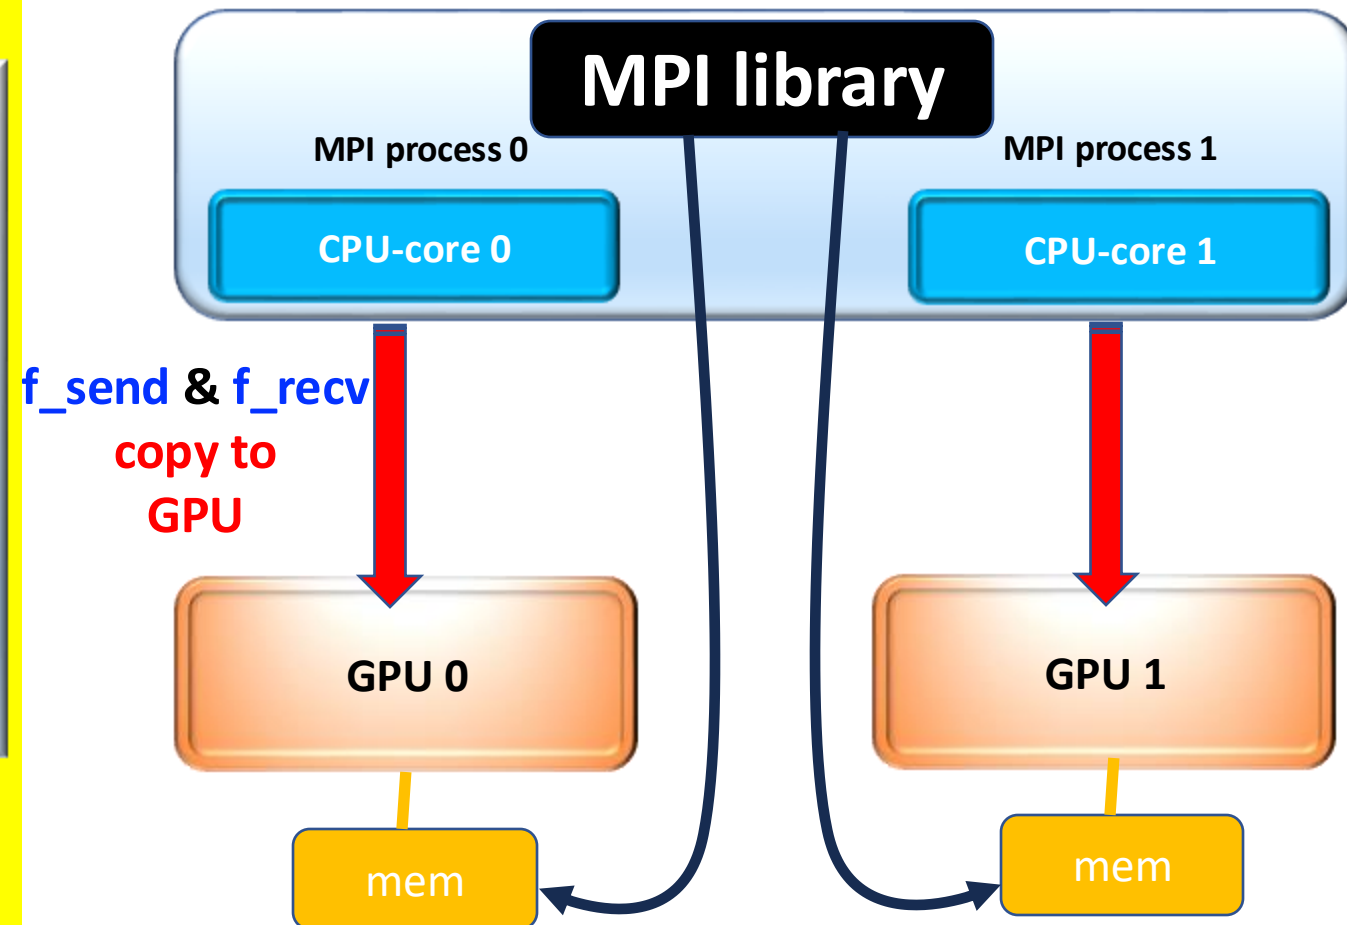 MPI library
MPI process 0
MPI process 1
CPU-core 0
CPU-core 1
f_send & f_recv
copy to
GPU
GPU 0
GPU 1
mem
mem